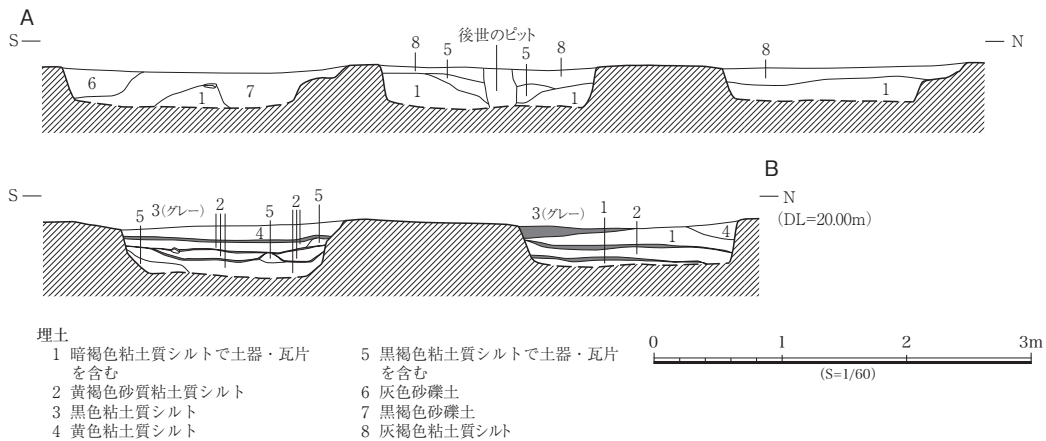 A
S
N
6
1
7
8
5
後世のピット
5
8
1
1
8
1
B
S
N
(DL=20.00m)
5
3(グレー)
2
5
4
2
5
3(グレー)
1
2
1
4
埋土
1 暗褐色粘土質シルトで土器・瓦片
を含む
2 黄褐色砂質粘土質シルト
3 黒色粘土質シルト
4 黄色粘土質シルト
5 黒褐色粘土質シルトで土器・瓦片
を含む
6 灰色砂礫土
7 黒褐色砂礫土
8 灰褐色粘土質シルト
0 1 2 3m
(S=1/60)